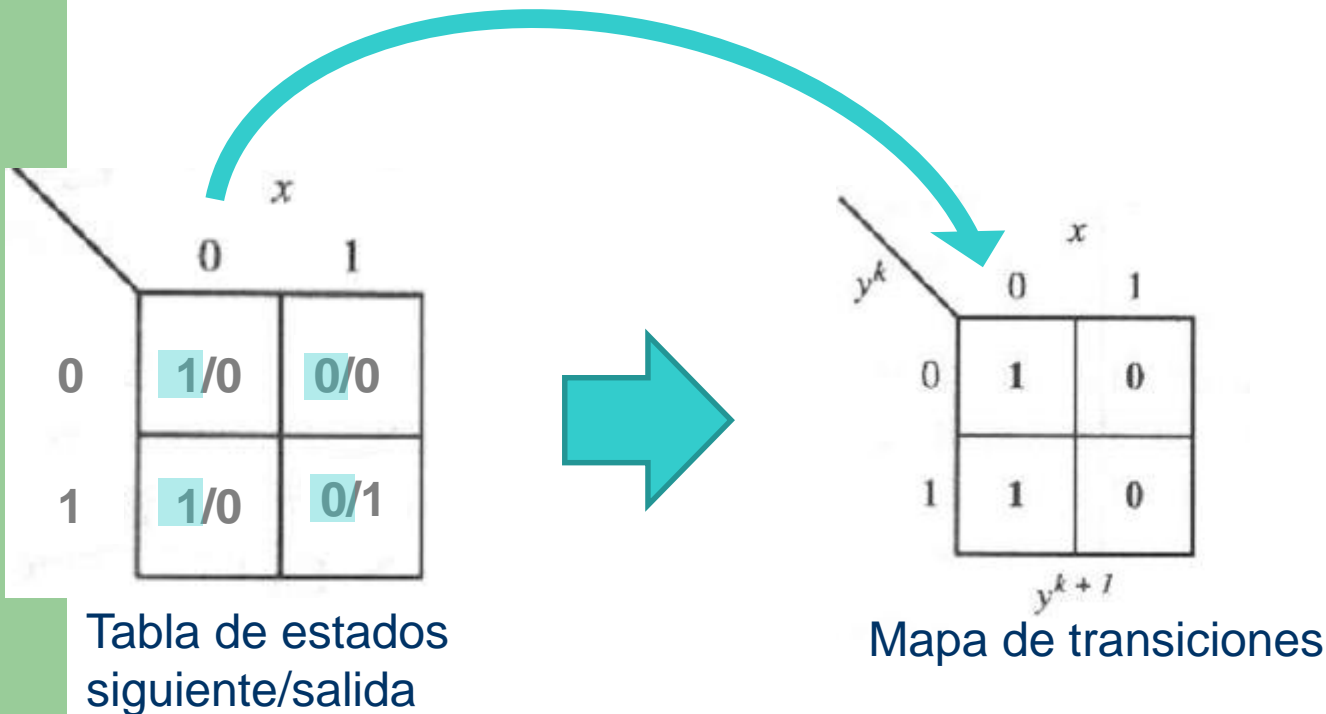 x
0 1
0 1/0 0/0
1 1/0 0/1
Tabla de estados
siguiente/salida
x
y^k
0 1
0 1 0
1 1 0
y^{k + 1}
Mapa de transiciones